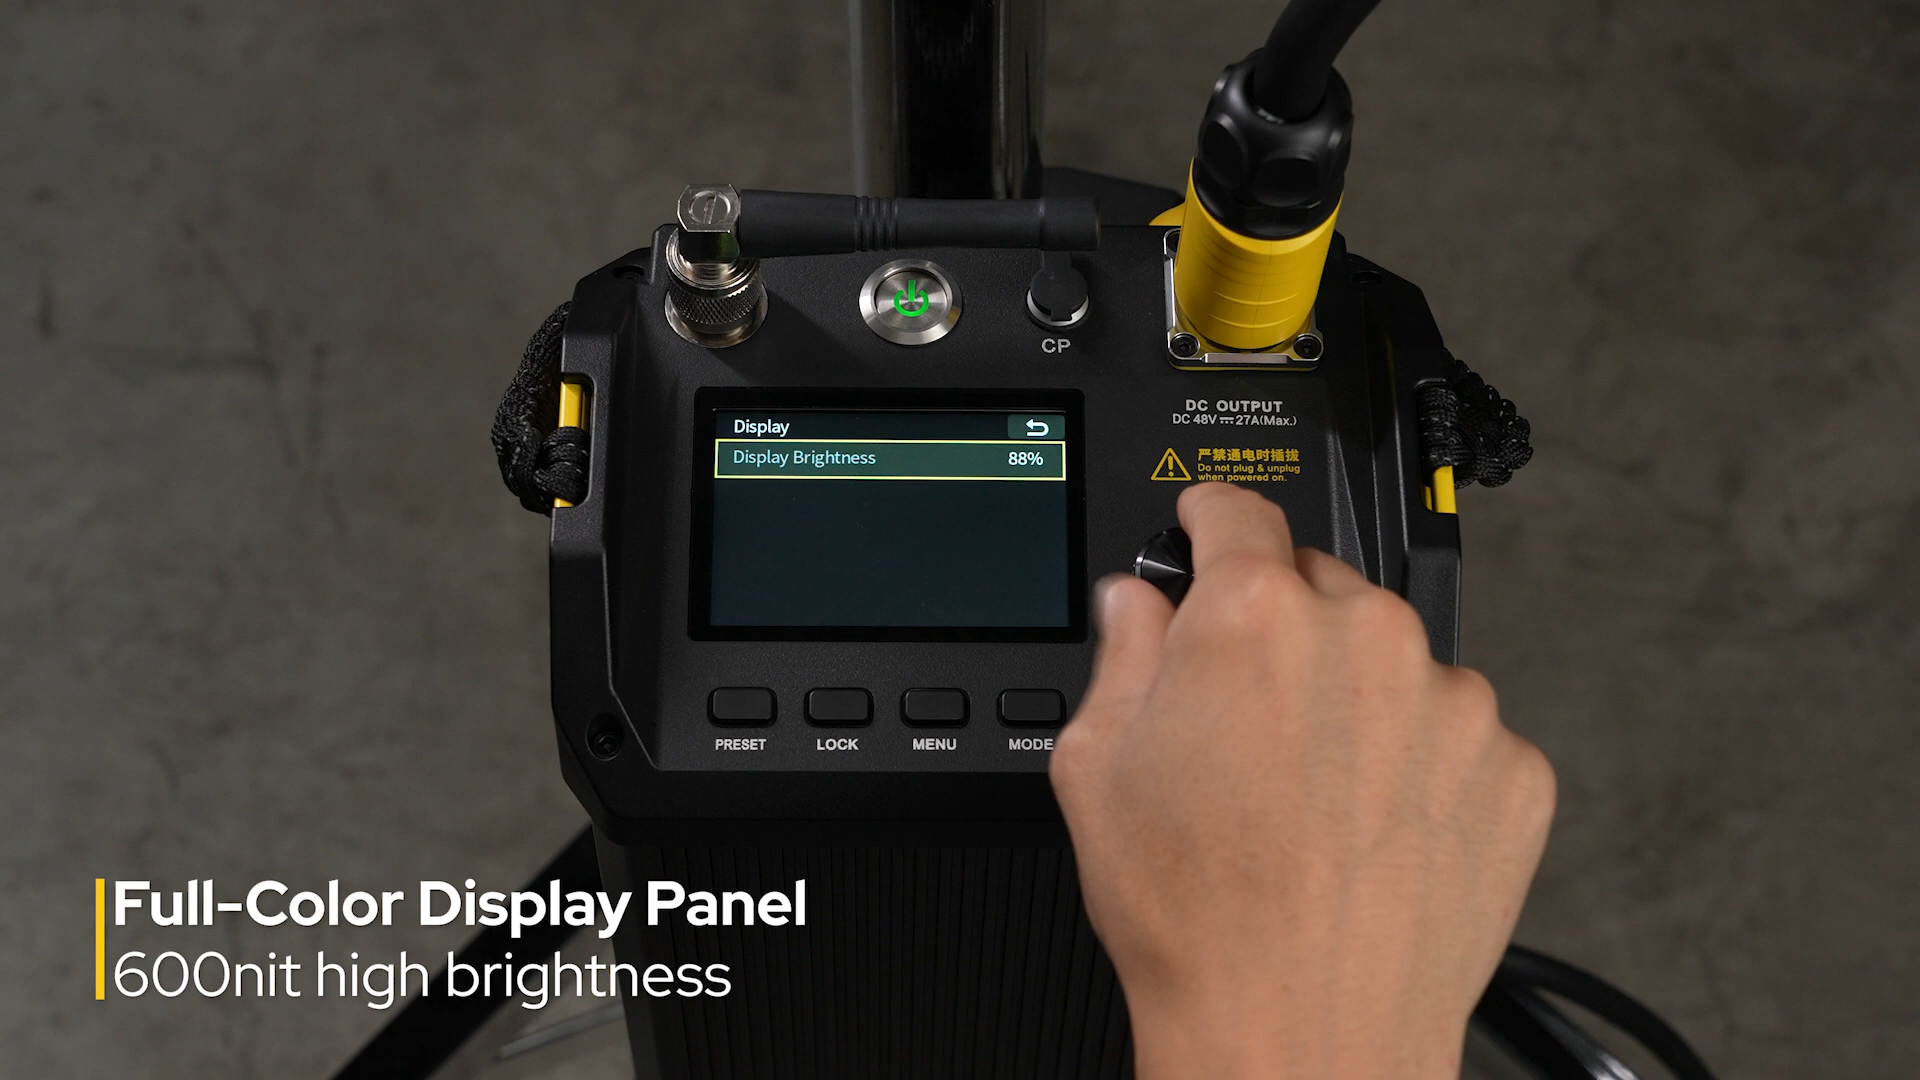 CP
DC OUTPUT
DC 48V⎓27A(Max.)
严禁通电时插拔
Do not plug & unplug
when powered on.
Display
Display Brightness 88%
PRESET LOCK MENU MODE
Full-Color Display Panel
600nit high brightness